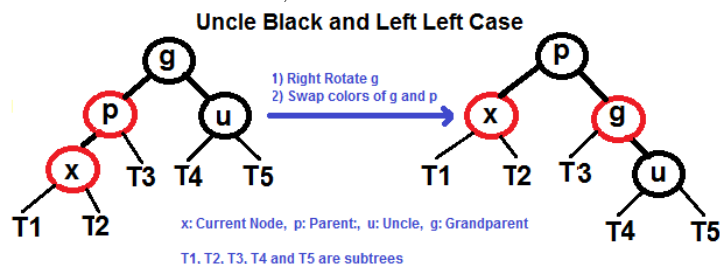 Uncle Black and Left Left Case
g
p
u
x
T3
T4
T5
T1
T2
1) Right Rotate g
2) Swap colors of g and p
p
x
g
T1
T2
T3
u
T4
T5
x: Current Node, p: Parent:, u: Uncle, g: Grandparent
T1, T2, T3, T4 and T5 are subtrees